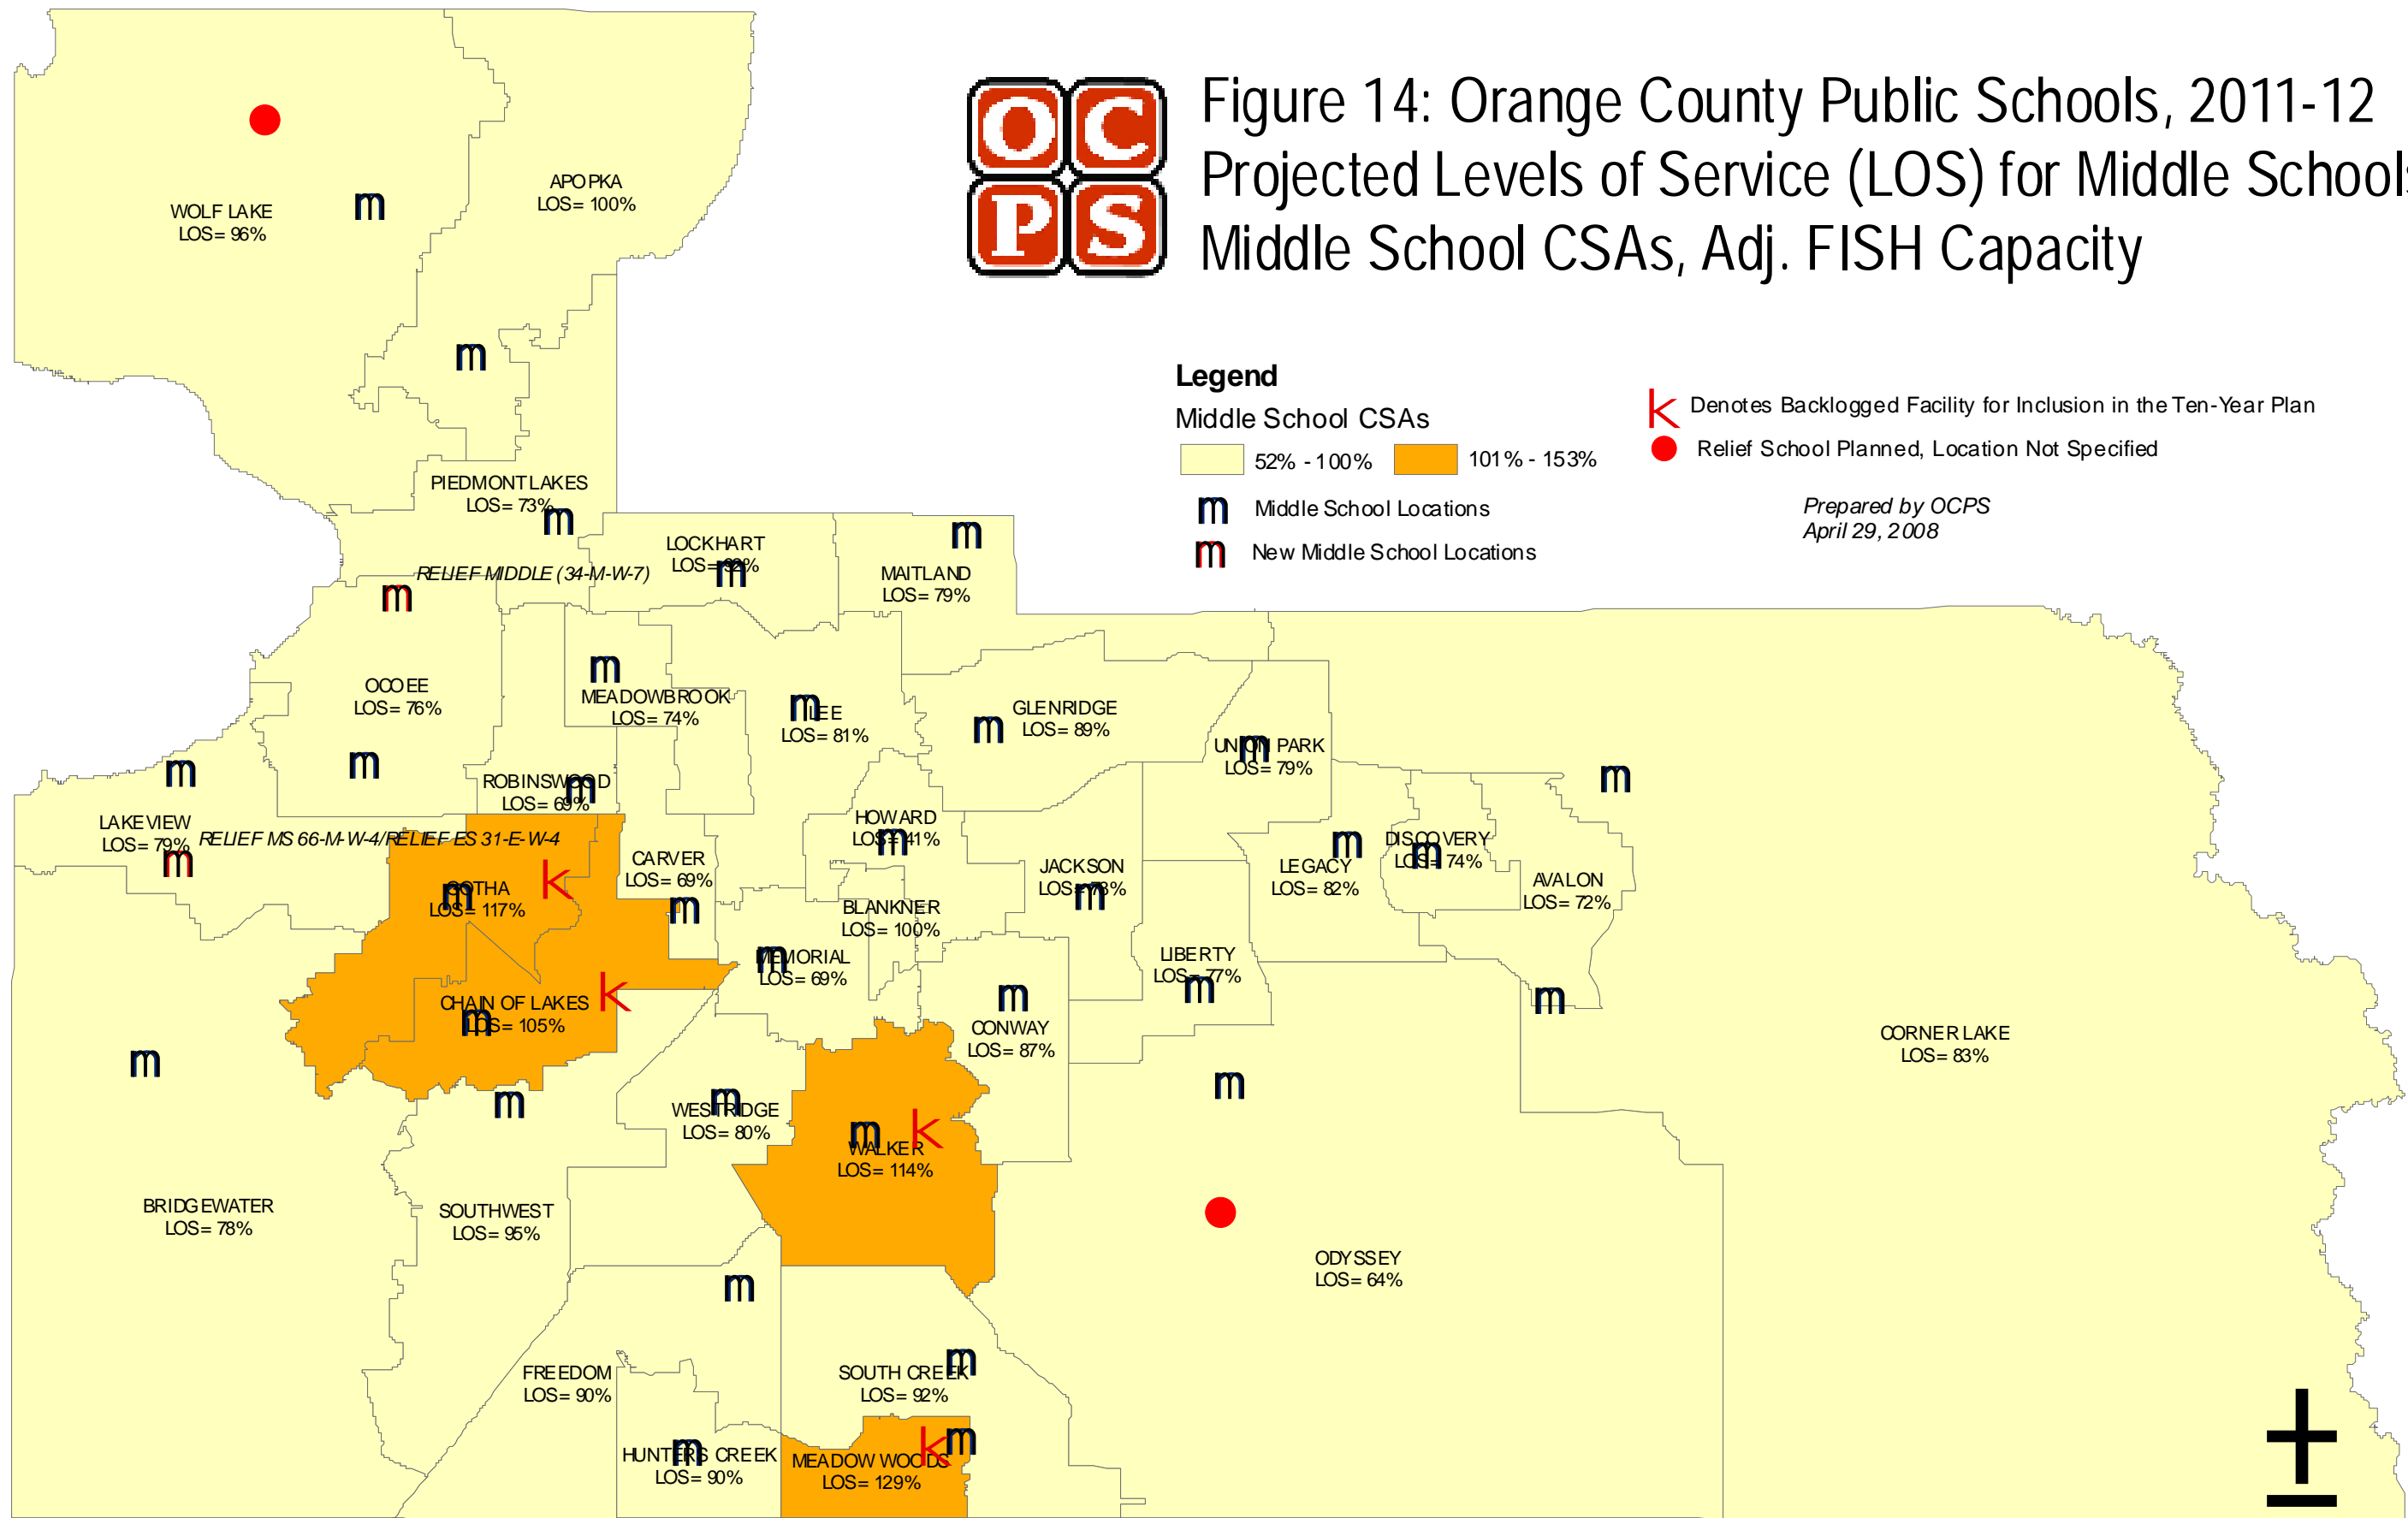 O C
P S
Figure 14: Orange County Public Schools, 2011-12
Projected Levels of Service (LOS) for Middle Schools
Middle School CSAs, Adj. FISH Capacity
Legend
Middle School CSAs
52% - 100%
101% - 153%
Middle School Locations
New Middle School Locations
k Denotes Backlogged Facility for Inclusion in the Ten-Year Plan
Relief School Planned, Location Not Specified
Prepared by OCPS
April 29, 2008
WOLF LAKE
LOS= 96%
APOPKA
LOS= 100%
PIEDMONT LAKES
LOS= 73%
RELIEF MIDDLE (34-M-W-7)
LOCKHART
LOS= 92%
MAITLAND
LOS= 79%
OCOEE
LOS= 76%
MEADOWBROOK
LOS= 74%
LEE
LOS= 81%
GLENRIDGE
LOS= 89%
UNION PARK
LOS= 79%
ROBINSWOOD
LOS= 69%
LAKEVIEW
LOS= 79%
RELIEF MS 66-M-W-4/RELIEF ES 31-E-W-4
HOWARD
LOS= 41%
CARVER
LOS= 69%
JACKSON
LOS= 73%
LEGACY
LOS= 82%
DISCOVERY
LOS= 74%
AVALON
LOS= 72%
GOTHA
LOS= 117%
BLANKNER
LOS= 100%
MEMORIAL
LOS= 69%
LIBERTY
LOS= 77%
CHAIN OF LAKES
LOS= 105%
CONWAY
LOS= 87%
CORNER LAKE
LOS= 83%
WESTRIDGE
LOS= 80%
WALKER
LOS= 114%
BRIDGEWATER
LOS= 78%
SOUTHWEST
LOS= 95%
ODYSSEY
LOS= 64%
FREEDOM
LOS= 90%
SOUTH CREEK
LOS= 92%
HUNTERS CREEK
LOS= 90%
MEADOW WOODS
LOS= 129%